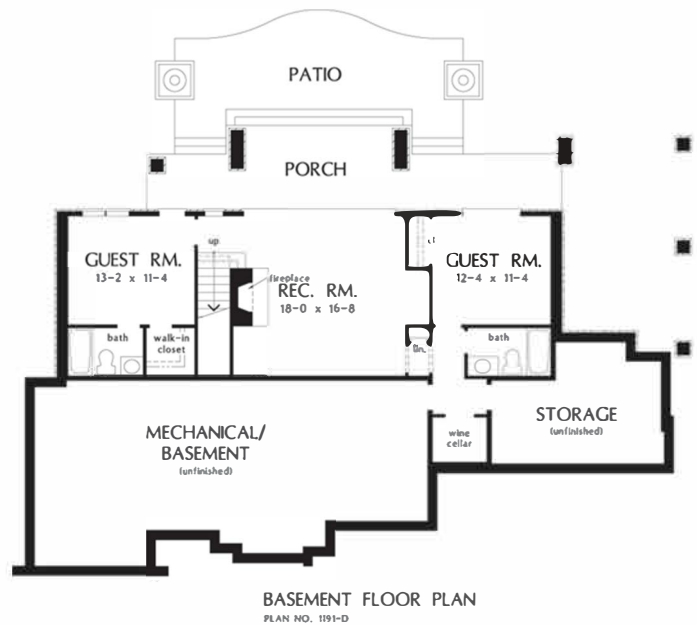 PATIO
PORCH
up
cl
GUEST RM.
13-2 x 11-4
fireplace
REC. RM.
18-0 x 16-8
GUEST RM.
12-4 x 11-4
bath
walk-in
closet
lin.
bath
MECHANICAL/
BASEMENT
(unfinished)
wine
cellar
STORAGE
(unfinished)
BASEMENT FLOOR PLAN
PLAN NO. 1191-D